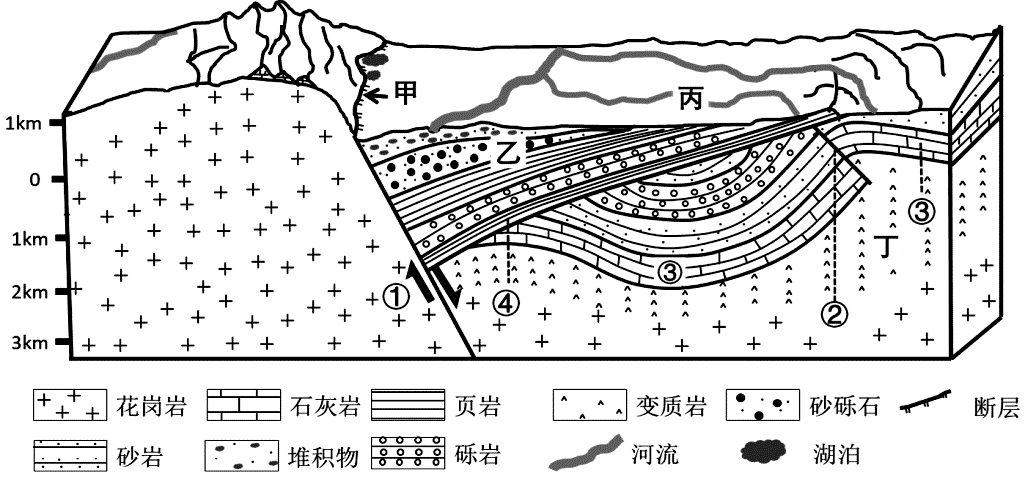 甲
丙
1km
乙
0
③
丁
1km
③
①
④
②
2km
3km
花岗岩
石灰岩
页岩
变质岩
砂砾石
断层
砂岩
堆积物
砾岩
河流
湖泊